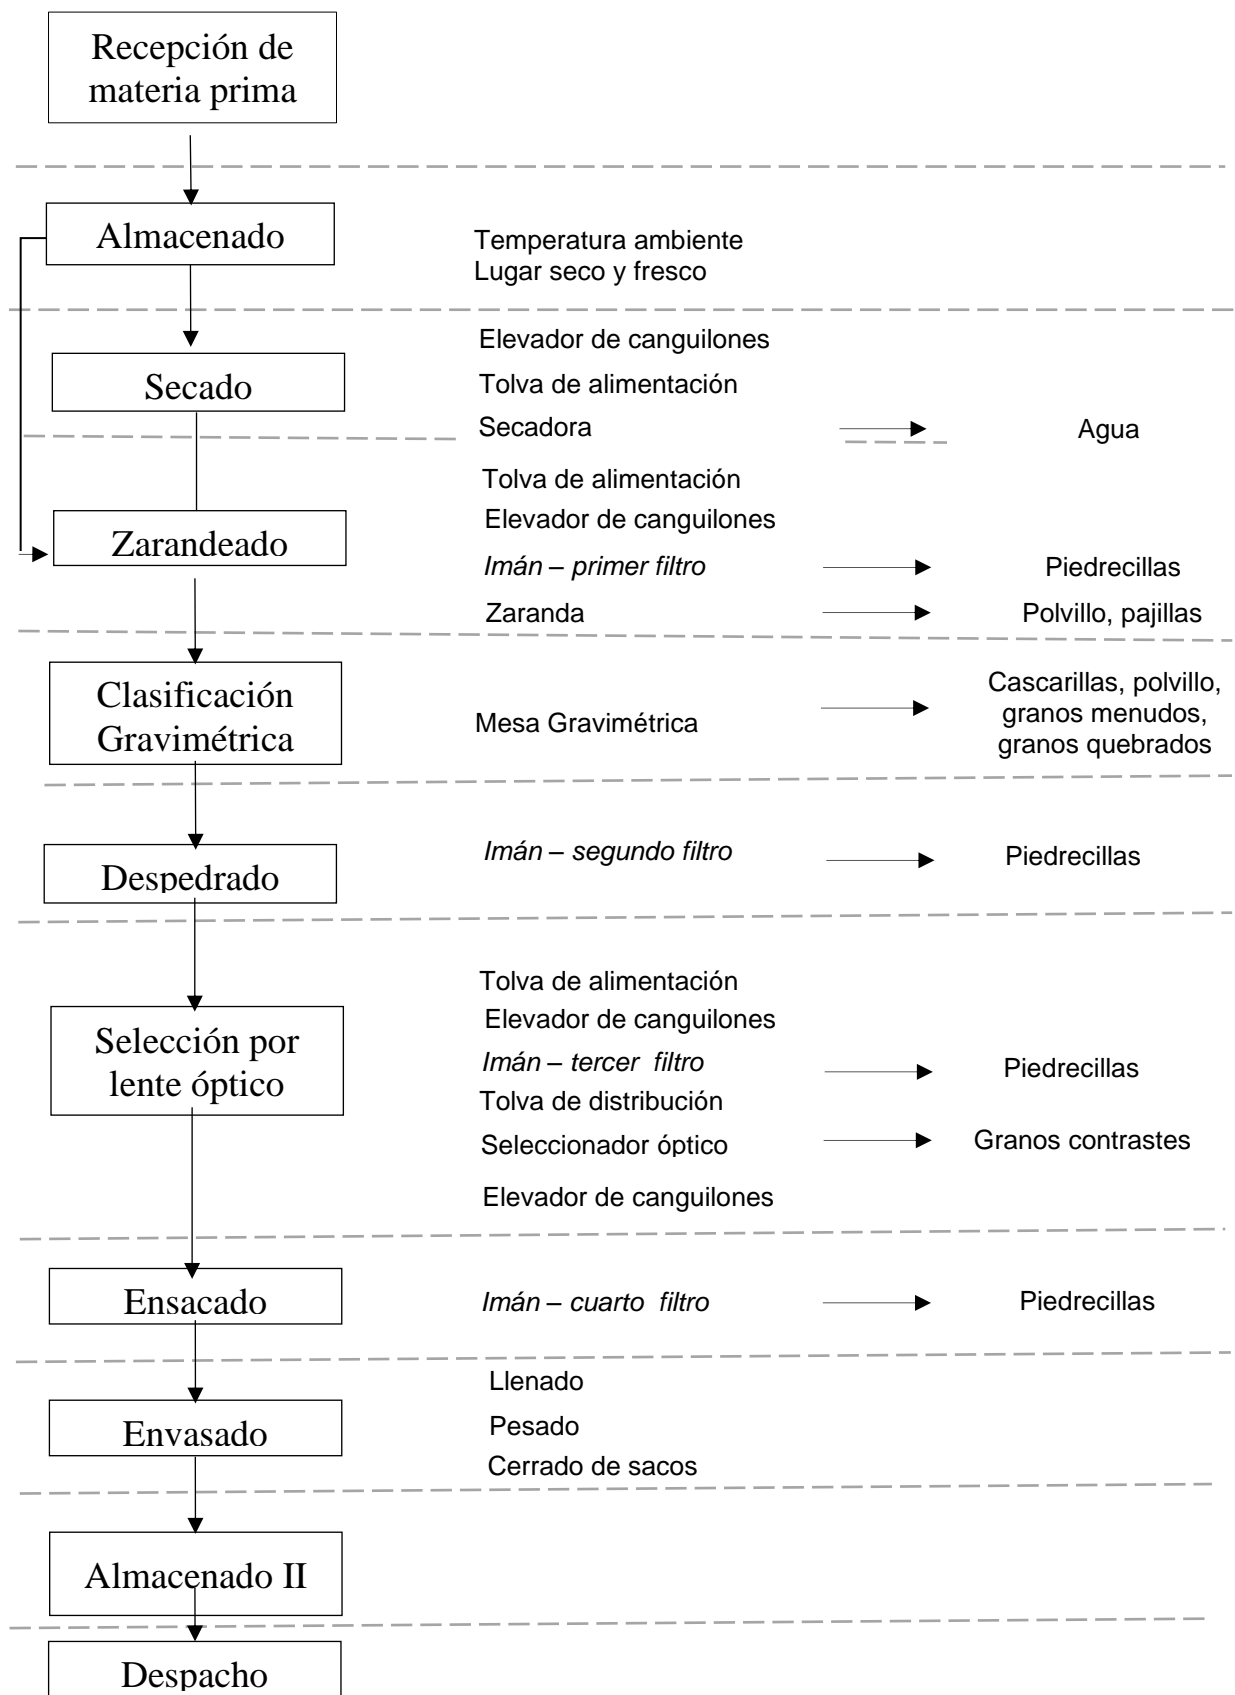 Recepción de
materia prima
Almacenado
Temperatura ambiente
Lugar seco y fresco
Secado
Elevador de canguilones
Tolva de alimentación
Secadora
Agua
Zarandeado
Tolva de alimentación
Elevador de canguilones
Imán – primer filtro
Piedrecillas
Zaranda
Polvillo, pajillas
Clasificación
Gravimétrica
Mesa Gravimétrica
Cascarillas, polvillo,
granos menudos,
granos quebrados
Despedrado
Imán – segundo filtro
Piedrecillas
Selección por
lente óptico
Tolva de alimentación
Elevador de canguilones
Imán – tercer filtro
Piedrecillas
Tolva de distribución
Seleccionador óptico
Granos contrastes
Elevador de canguilones
Ensacado
Imán – cuarto filtro
Piedrecillas
Envasado
Llenado
Pesado
Cerrado de sacos
Almacenado II
Despacho